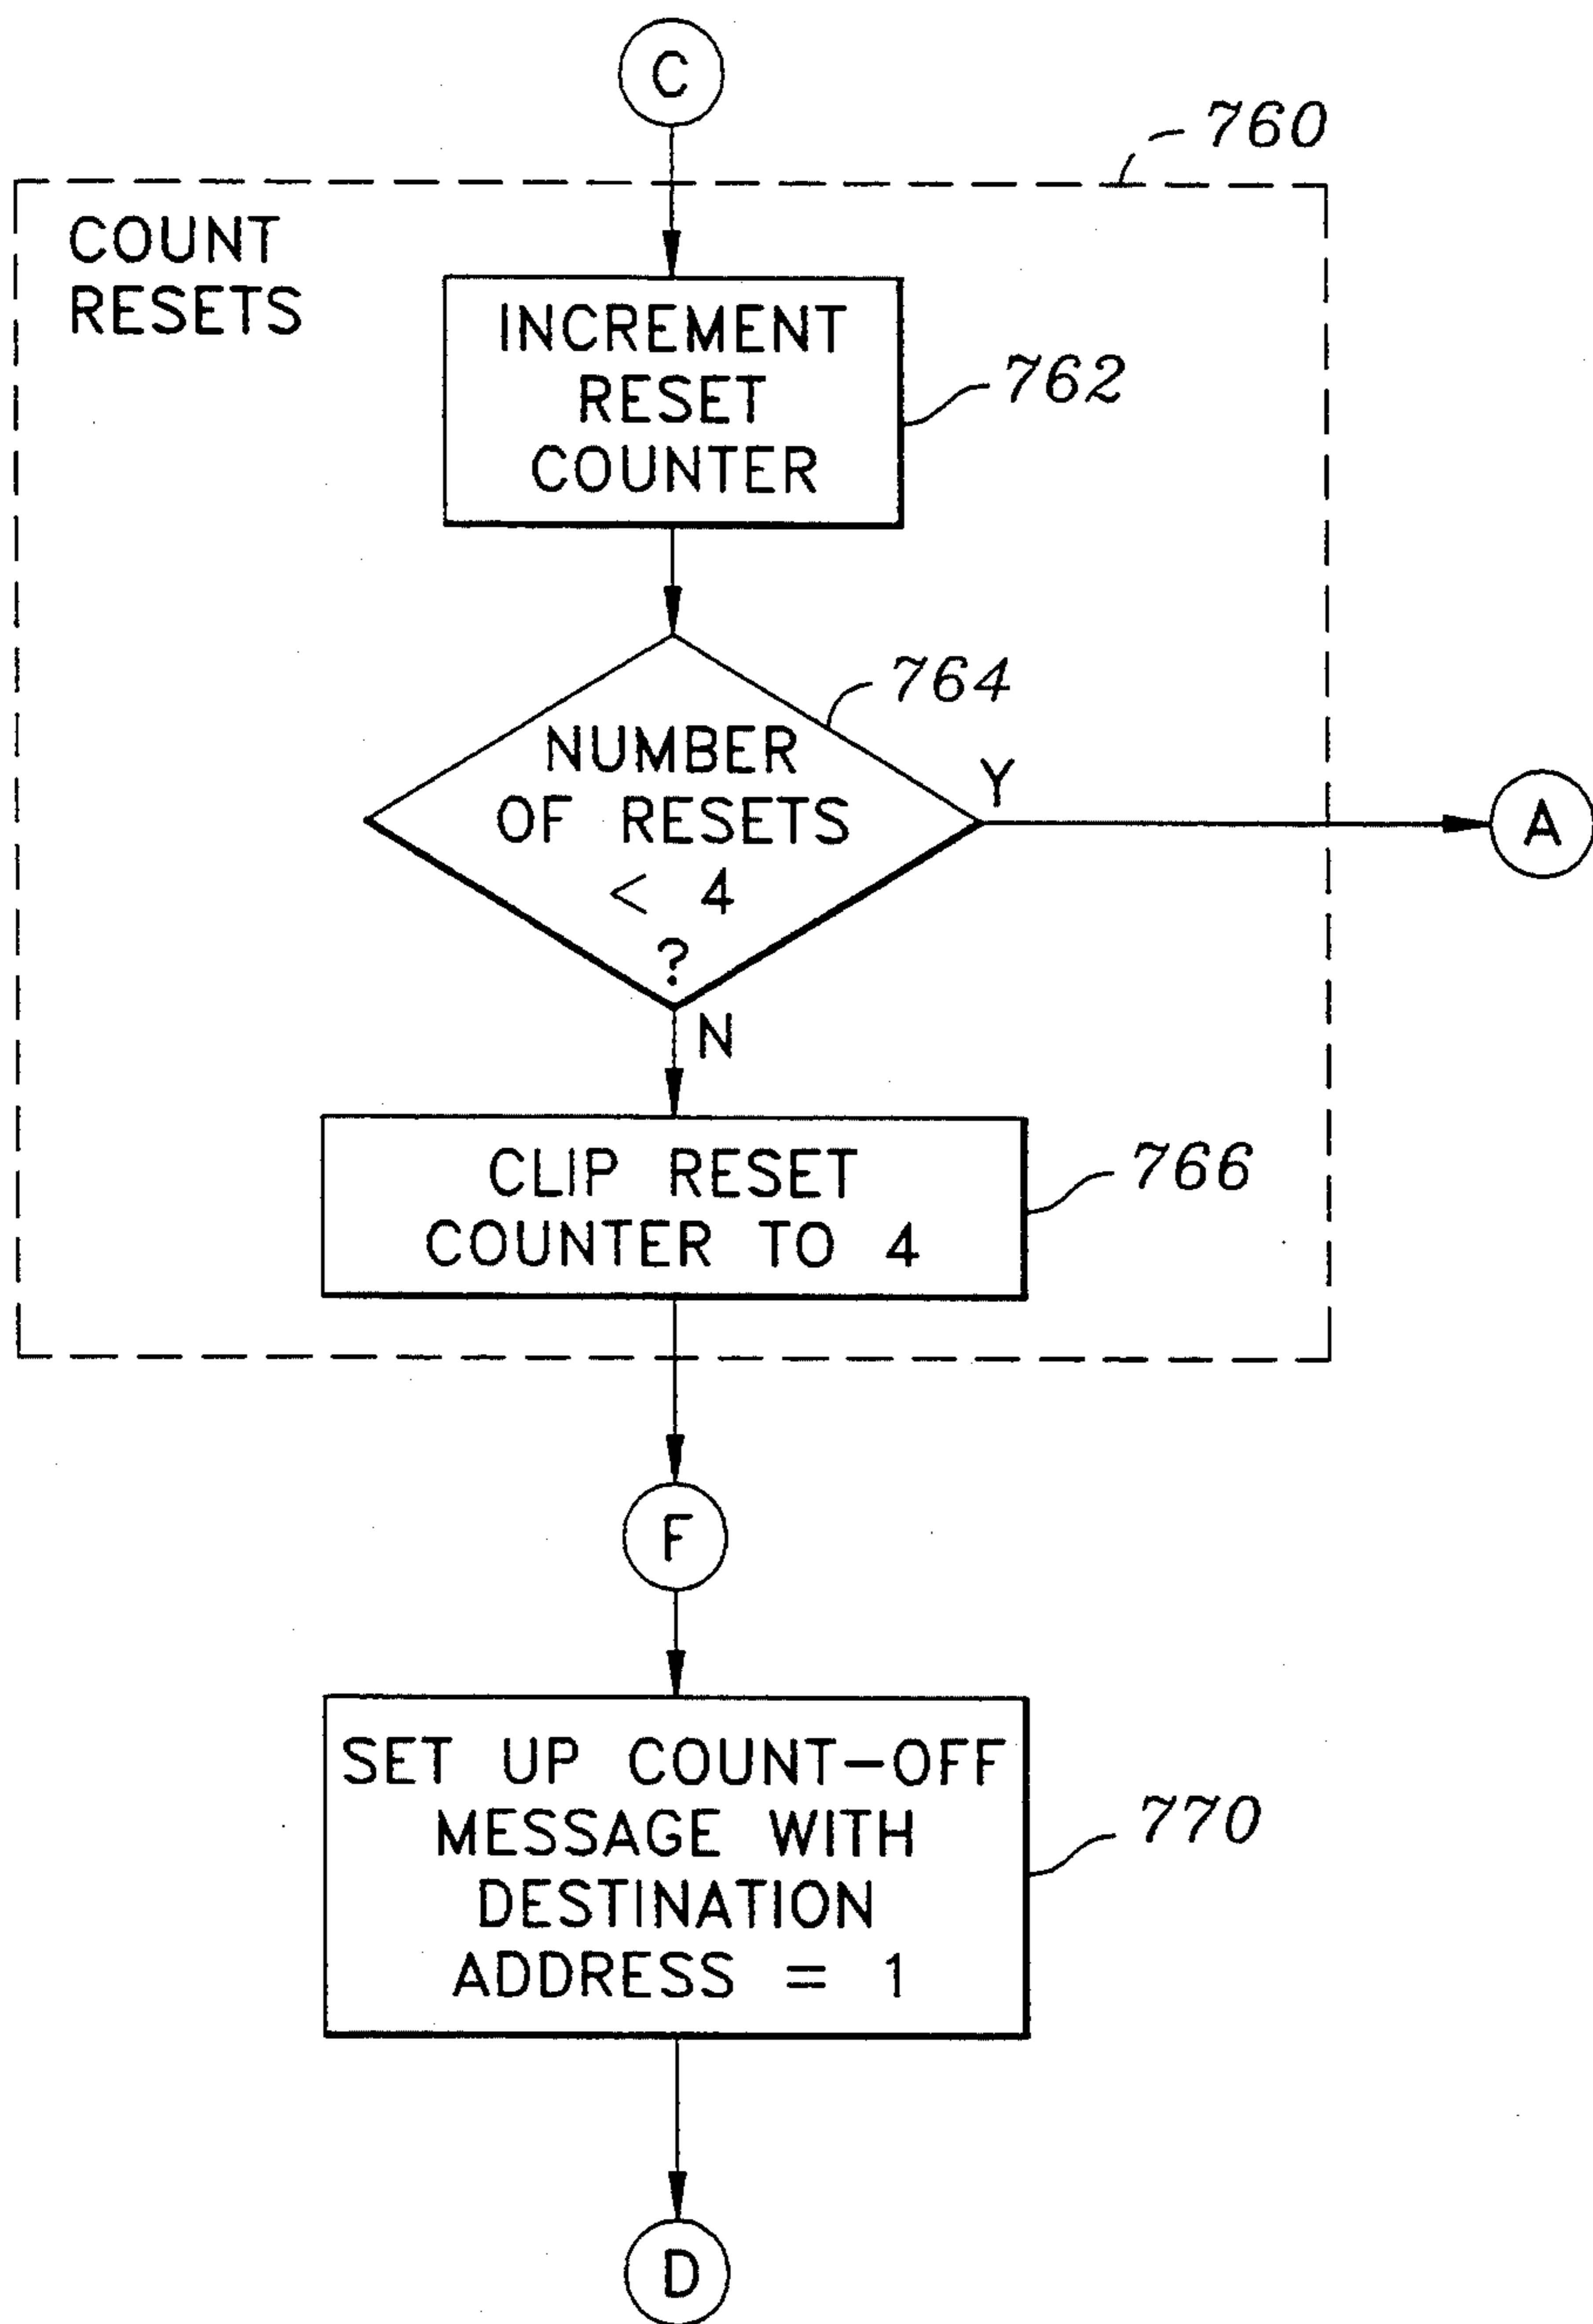 C
760
COUNT
RESETS
INCREMENT
RESET
COUNTER
762
764
NUMBER
OF RESETS
< 4
?
Y
A
N
CLIP RESET
COUNTER TO 4
766
F
SET UP COUNT-OFF
MESSAGE WITH
DESTINATION
ADDRESS = 1
770
D